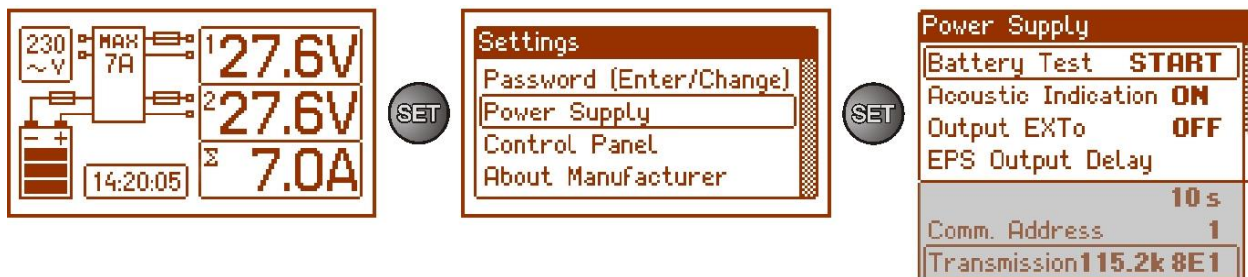 230
~V
MAX
7A
1 27.6V
2 27.6V
Σ 7.0A
- +
14:20:05
SET
Settings
Password (Enter/Change)
Power Supply
Control Panel
About Manufacturer
SET
Power Supply
Battery Test START
Acoustic Indication ON
Output EXTo OFF
EPS Output Delay
10 s
Comm. Address 1
Transmission 115.2k 8E1